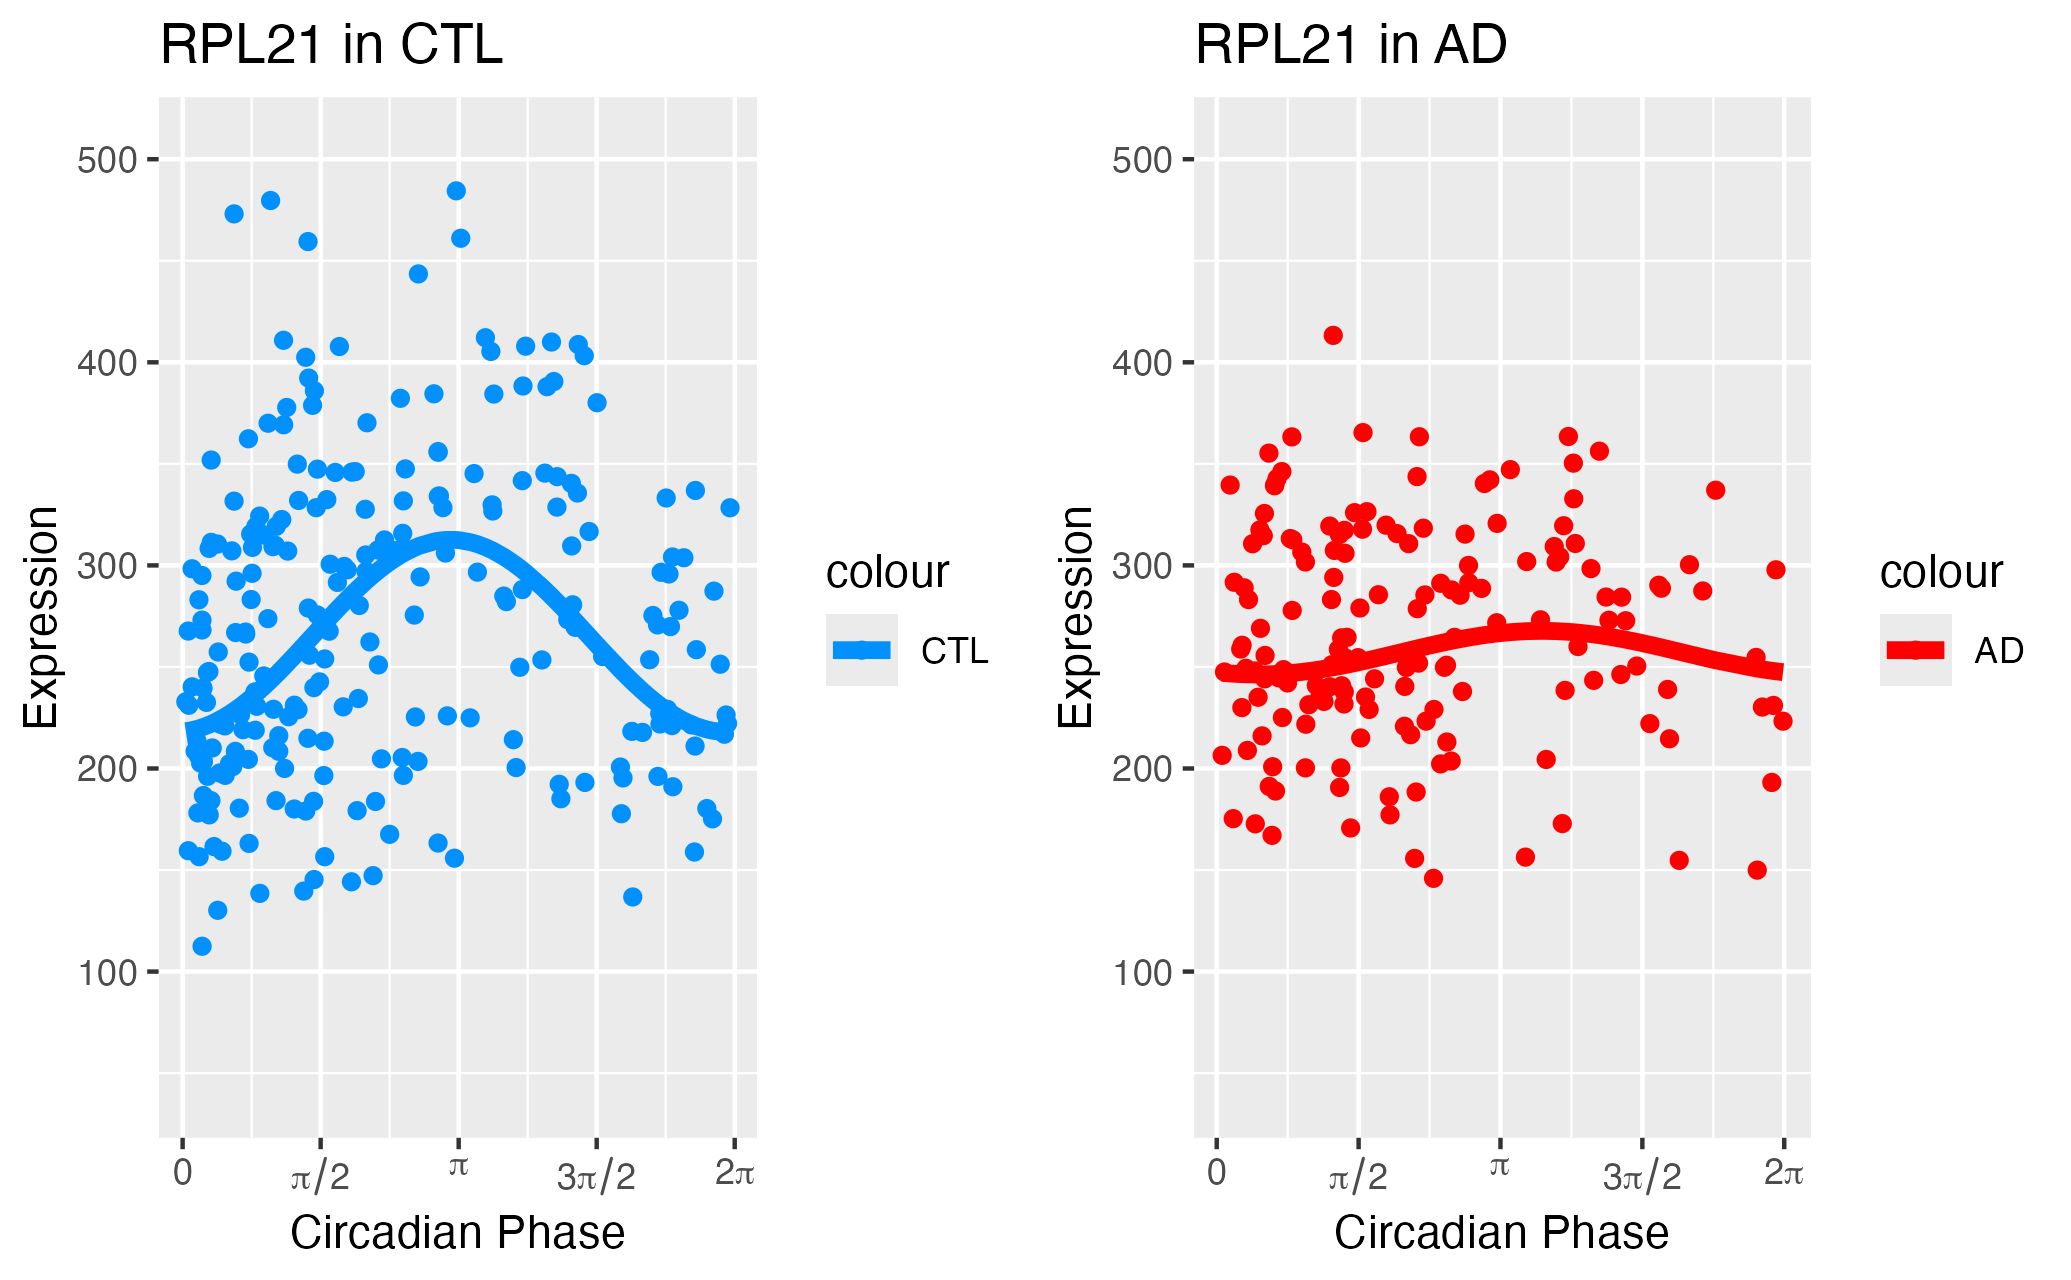 RPL21 in CTL
500
400
300
200
100
Expression
0 π/2 π 3π/2 2π
Circadian Phase
colour
CTL
RPL21 in AD
500
400
300
200
100
Expression
0 π/2 π 3π/2 2π
Circadian Phase
colour
AD